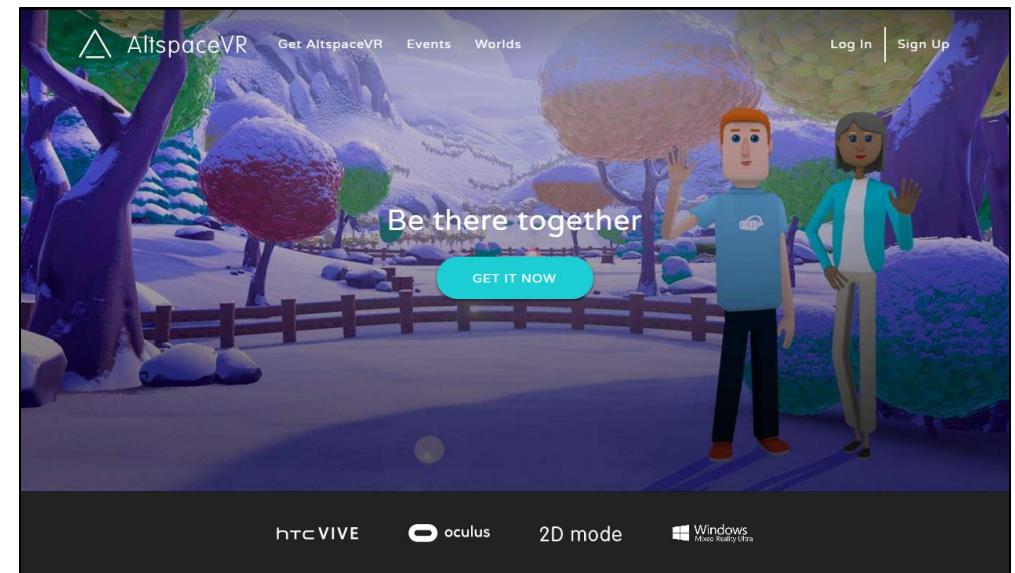 AltspaceVR Get AltspaceVR Events Worlds Log In Sign Up
Be there together
GET IT NOW
hTC VIVE oculus 2D mode Windows
Mixed Reality Ultra